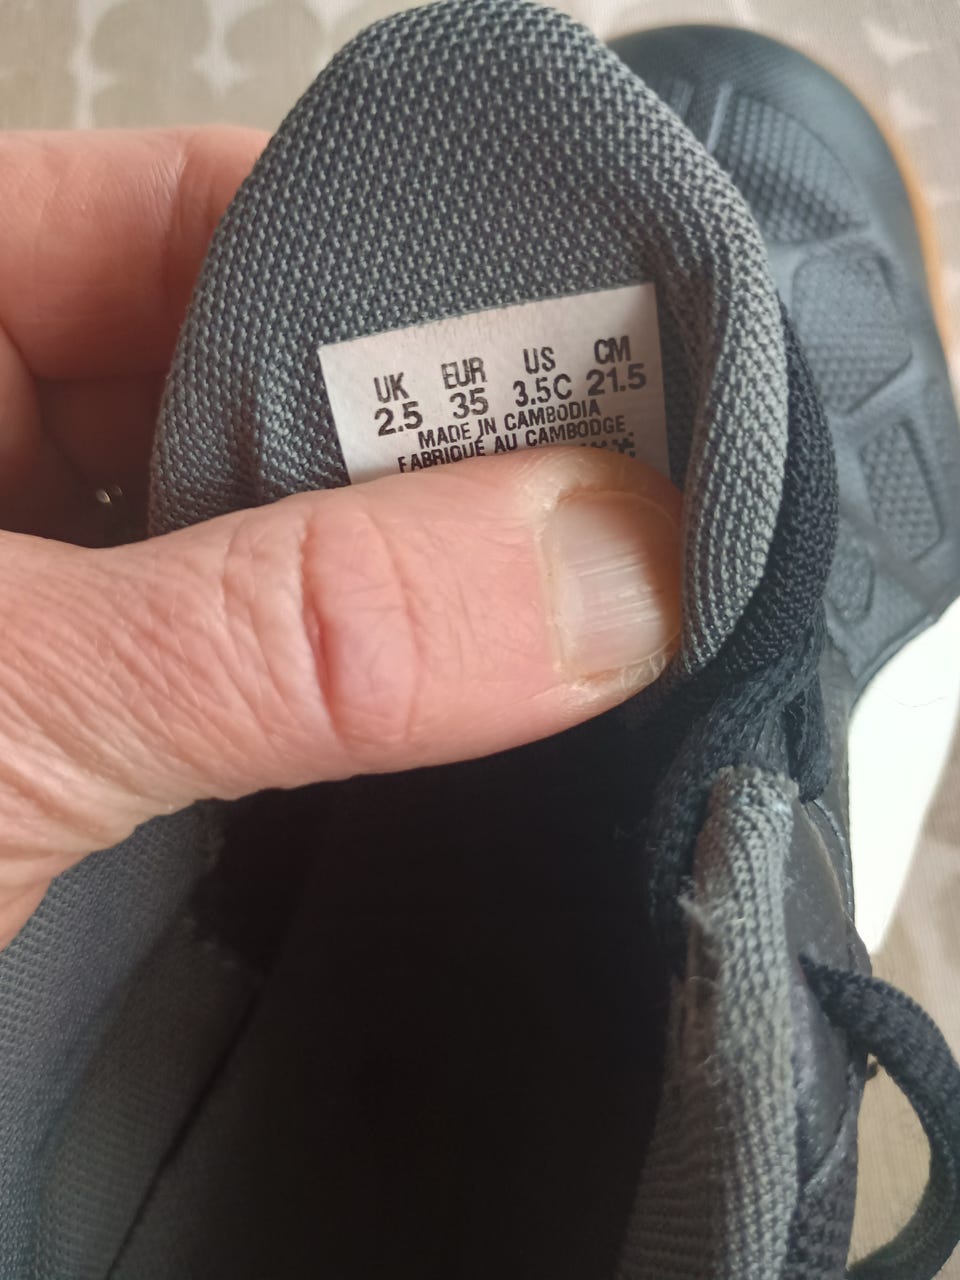 UK EUR US CM
2.5 35 3.5C 21.5
MADE IN CAMBODIA
FABRIQUÉ AU CAMBODGE